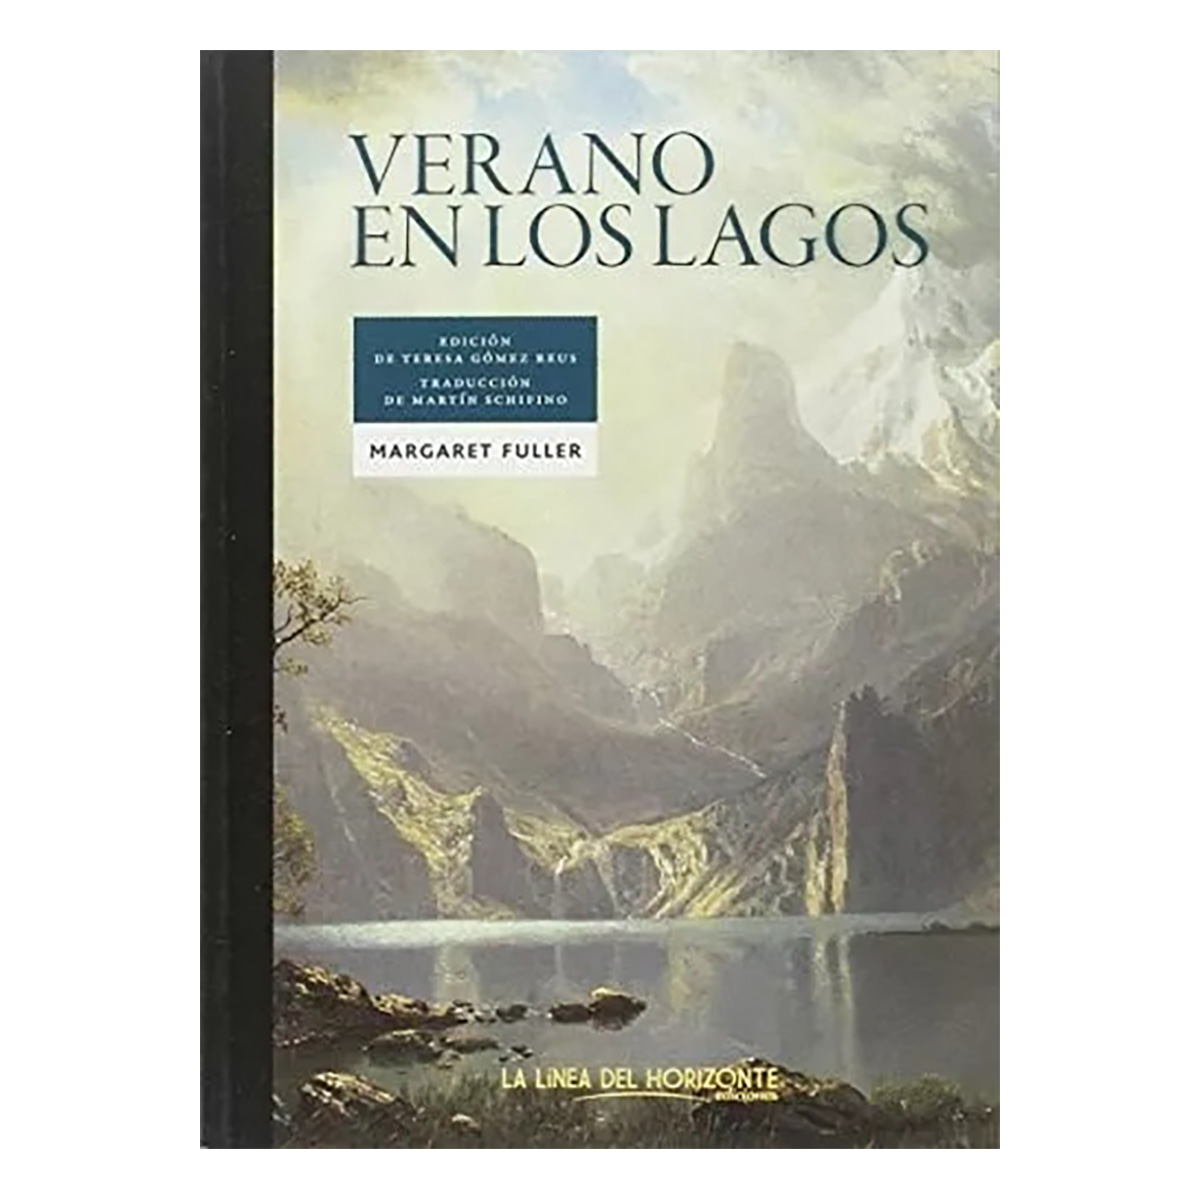 VERANO
EN LOS LAGOS
EDICIÓN
DE TERESA GÓMEZ REUS
TRADUCCIÓN
DE MARTÍN SCHIFINO
MARGARET FULLER
LA LÍNEA DEL HORIZONTE
ediciones